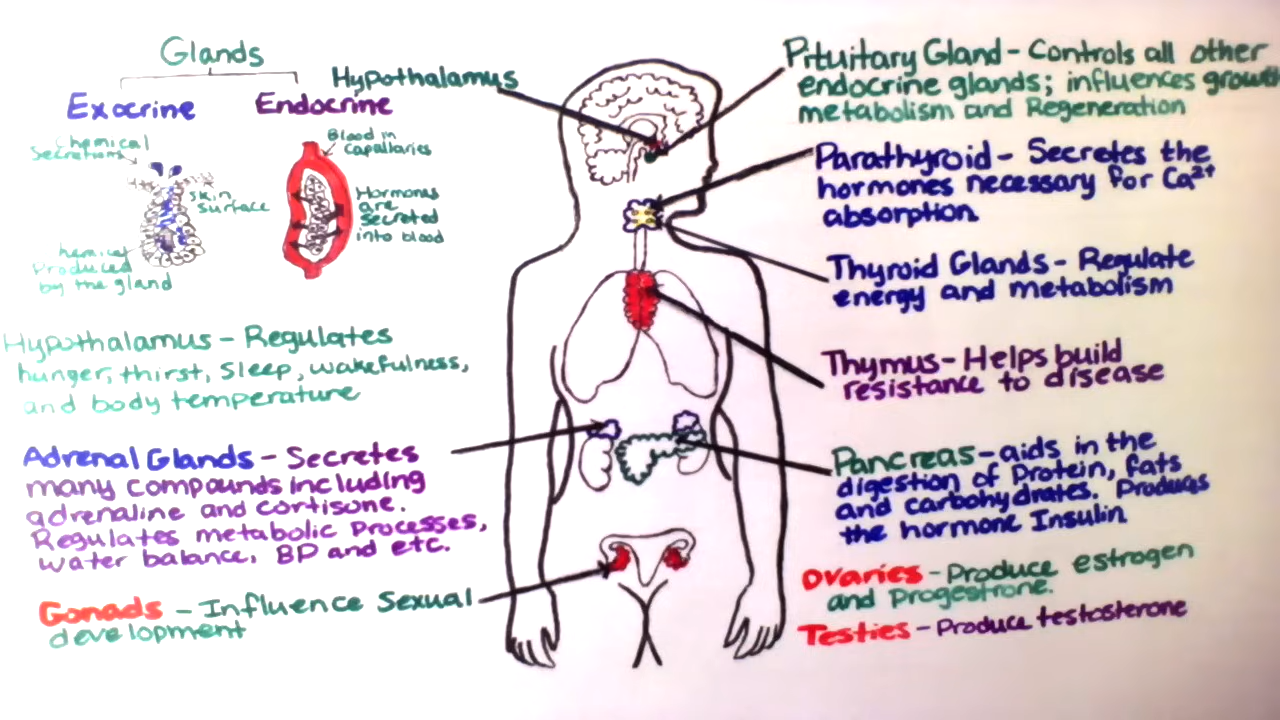 Glands
Exocrine
Endocrine
Chemical
Secretions
skin
surface
hemical
Produced
by the gland
Blood in
Capillaries
Hormones
are
secreted
into blood
Hypothalamus
Hypothalamus - Regulates
hunger, thirst, Sleep, wakefulness,
and body temperature
Adrenal Glands - Secretes
many compounds including
adrenaline and cortisone.
Regulates metabolic Processes,
water balance, BP and etc.
Gonads - Influence Sexual
development
Pituitary Gland - Controls all other
endocrine glands; influences growth
metabolism and Regeneration
Parathyroid - Secretes the
hormones necessary for Ca²⁺
absorption
Thyroid Glands - Regulate
energy and metabolism
Thymus - Helps build
resistance to disease
Pancreas - aids in the
digestion of Protein, fats
and carbohydrates. Produces
the hormone Insulin
Ovaries - Produce estrogen
and Progestrone.
Testies - Produce testosterone